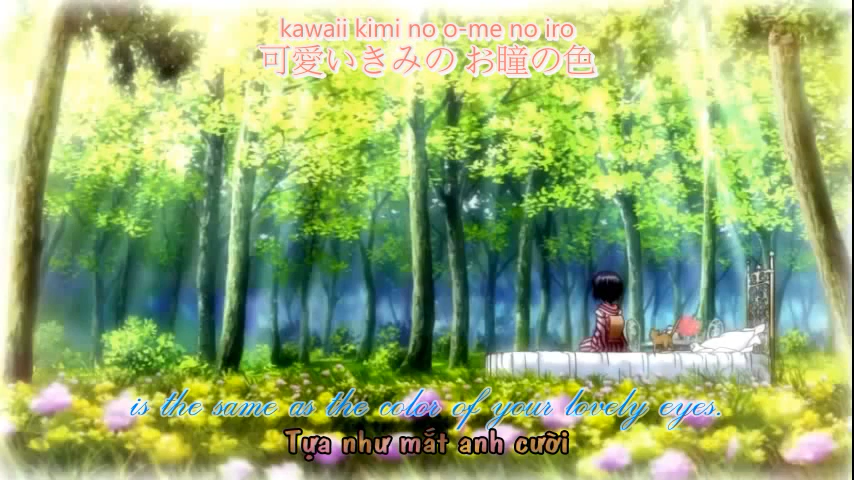 kawaii kimi no o-me no iro
可愛いきみの お瞳の色
is the same as the color of your lovely eyes.
Tựa như mắt anh cười